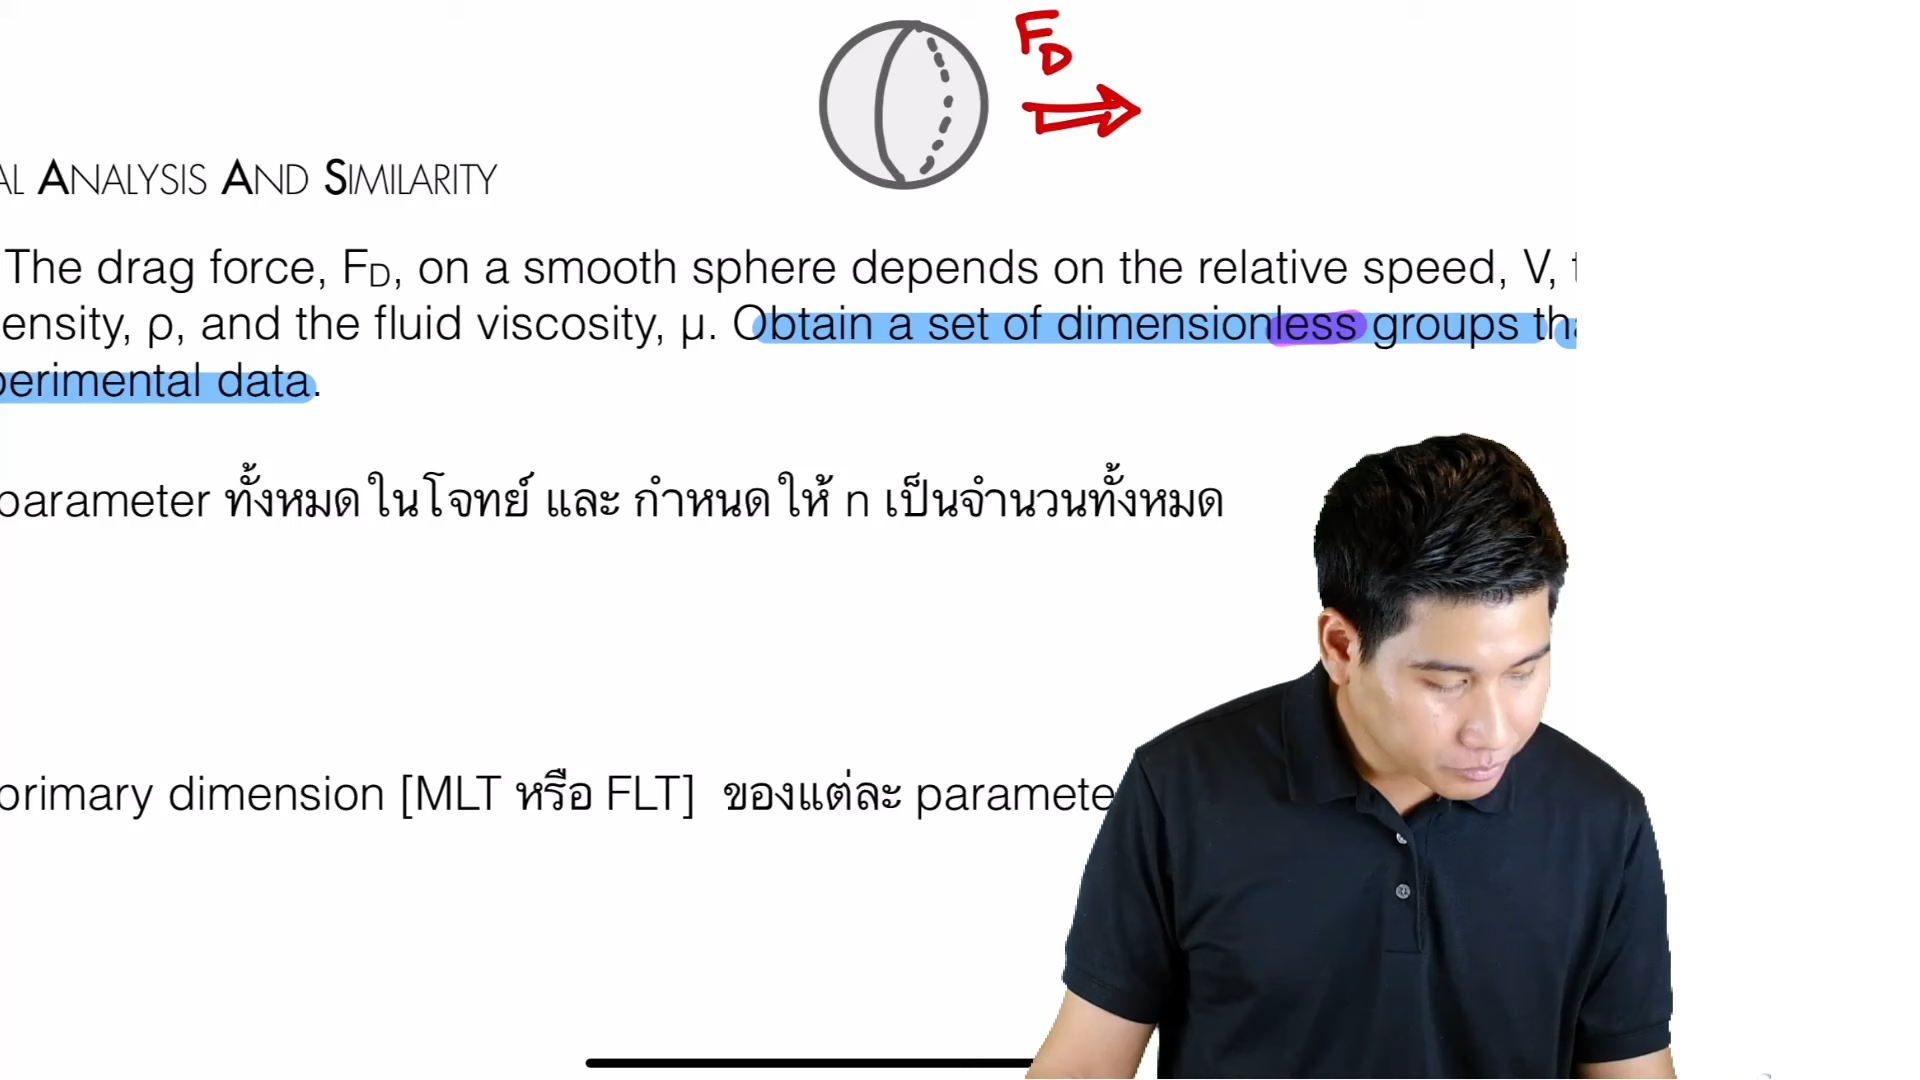 F_D
AL ANALYSIS AND SIMILARITY
The drag force, F_D, on a smooth sphere depends on the relative speed, V, t
ensity, ρ, and the fluid viscosity, μ. Obtain a set of dimensionless groups tha
perimental data.
parameter ทั้งหมด ในโจทย์ และ กำหนด ให้ n เป็นจำนวนทั้งหมด
primary dimension [MLT หรือ FLT] ของแต่ละ paramete